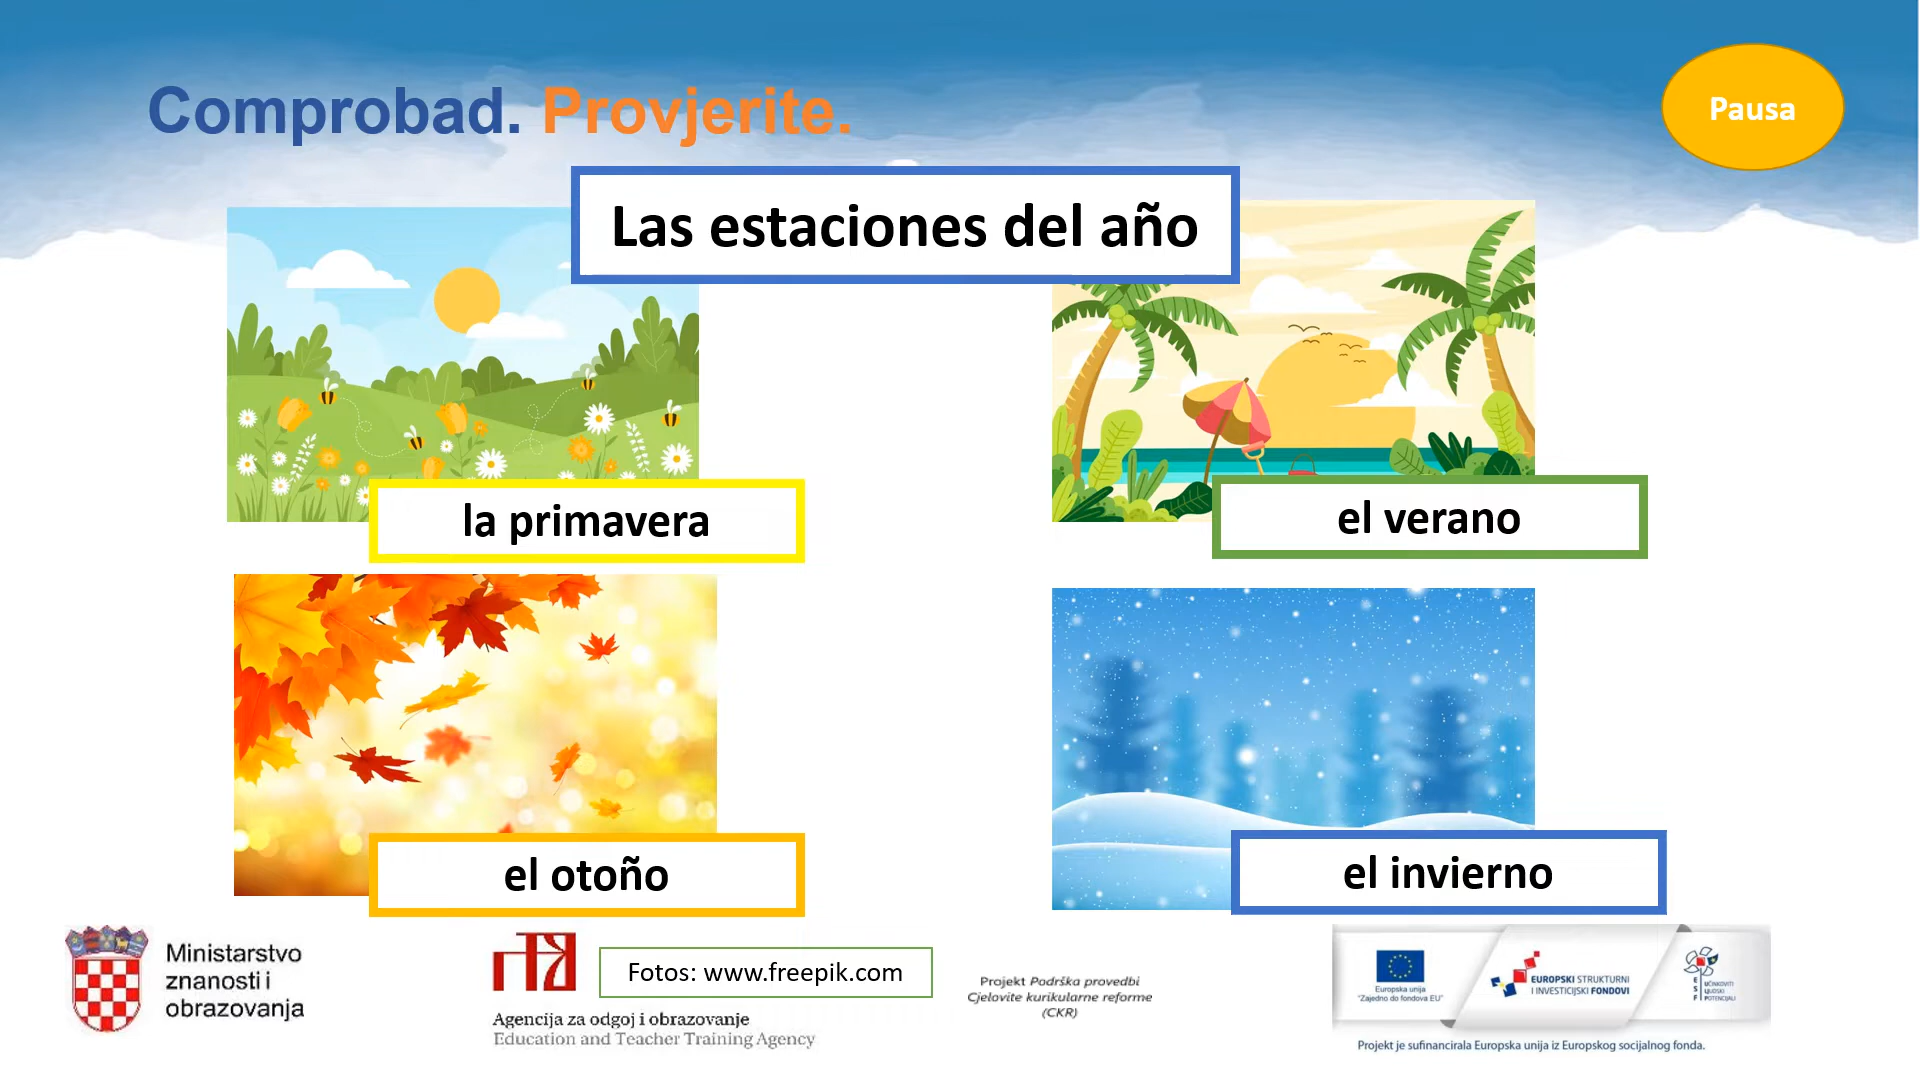 Comprobad. Provjerite.
Pausa
Las estaciones del año
la primavera
el verano
el otoño
el invierno
Ministarstvo
znanosti i
obrazovanja
Fotos: www.freepik.com
Agencija za odgoj i obrazovanje
Education and Teacher Training Agency
Projekt Podrška provedbi
Cjelovite kurikularne reforme
(CKR)
Europska unija
"Zajedno do fondova EU"
EUROPSKI STRUKTURNI
I INVESTICIJSKI FONDOVI
E
S
F
UČINKOVITI
LJUDSKI
POTENCIJALI
Projekt je sufinancirala Europska unija iz Europskog socijalnog fonda.